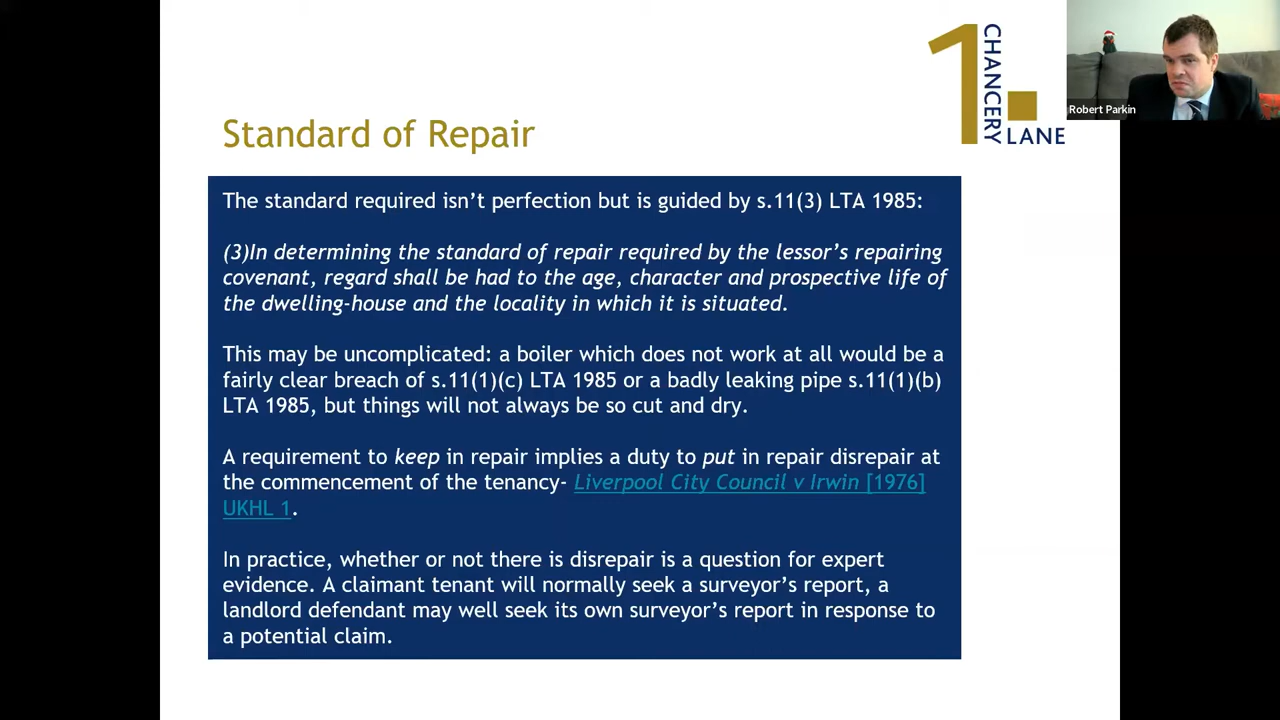 1 CHANCERY LANE
Robert Parkin
Standard of Repair
The standard required isn't perfection but is guided by s.11(3) LTA 1985:
(3)In determining the standard of repair required by the lessor's repairing
covenant, regard shall be had to the age, character and prospective life of
the dwelling-house and the locality in which it is situated.
This may be uncomplicated: a boiler which does not work at all would be a
fairly clear breach of s.11(1)(c) LTA 1985 or a badly leaking pipe s.11(1)(b)
LTA 1985, but things will not always be so cut and dry.
A requirement to keep in repair implies a duty to put in repair disrepair at
the commencement of the tenancy- Liverpool City Council v Irwin [1976]
UKHL 1.
In practice, whether or not there is disrepair is a question for expert
evidence. A claimant tenant will normally seek a surveyor's report, a
landlord defendant may well seek its own surveyor's report in response to
a potential claim.